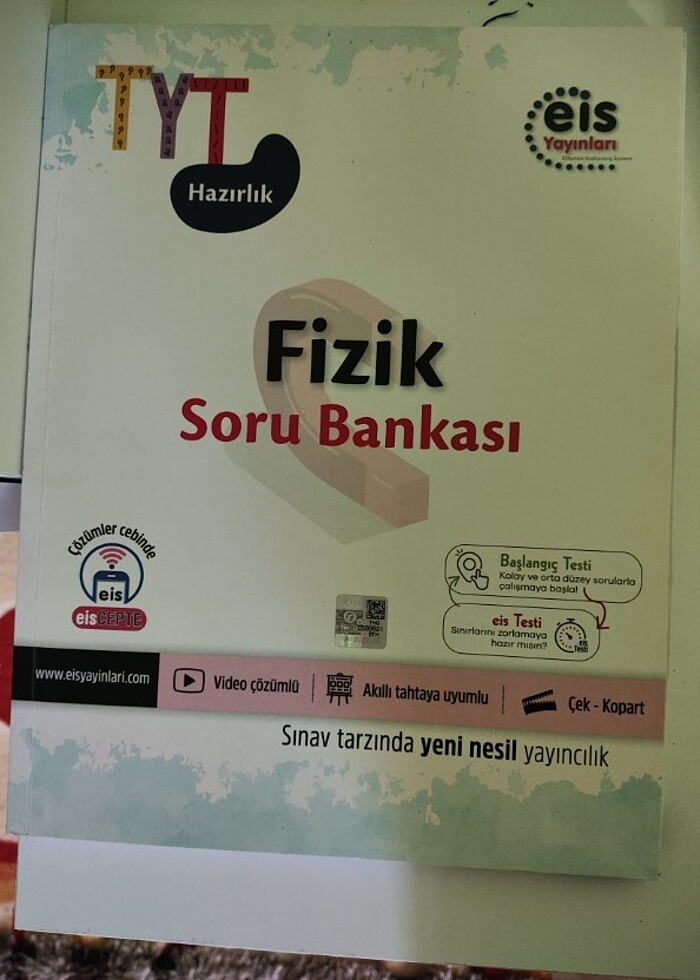 TYT
Hazırlık
eis
Yayınları
Fizik
Soru Bankası
Çözümler cebinde
eis
eisCEPTE
Başlangıç Testi
Kolay ve orta düzey sorularla
çalışmaya başla!
eis Testi
Sınırlarını zorlamaya
hazır mısın?
eis
Testi
www.eisyayinlari.com
Video çözümlü
Akıllı tahtaya uyumlu
Çek - Kopart
Sınav tarzında yeni nesil yayıncılık